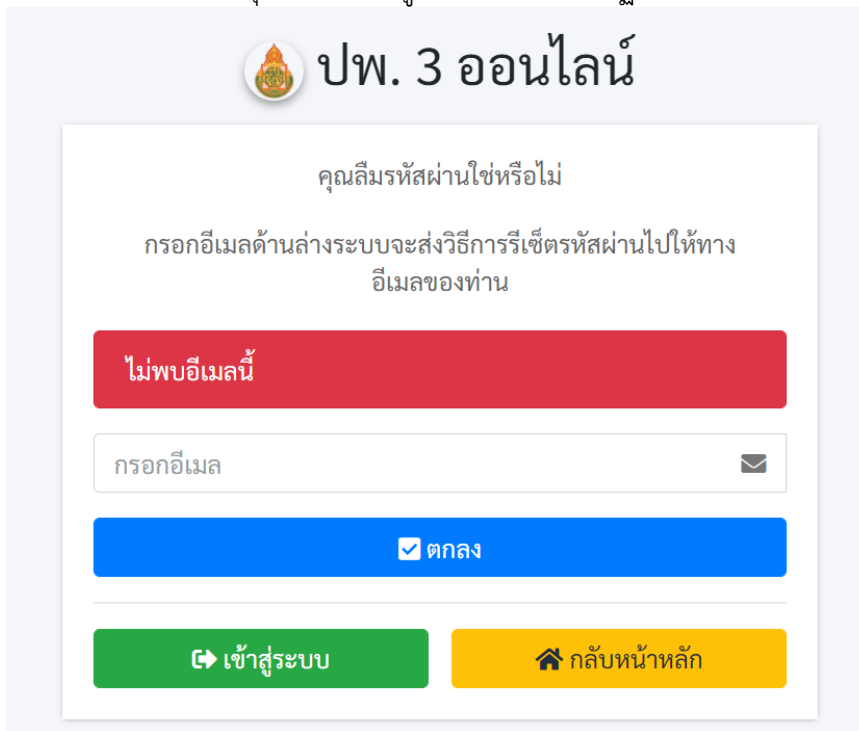 ปพ. 3 ออนไลน์
คุณลืมรหัสผ่านใช่หรือไม่
กรอกอีเมลด้านล่างระบบจะส่งวิธีการรีเซ็ตรหัสผ่านไปให้ทาง
อีเมลของท่าน
ไม่พบอีเมลนี้
กรอกอีเมล
ตกลง
เข้าสู่ระบบ
กลับหน้าหลัก